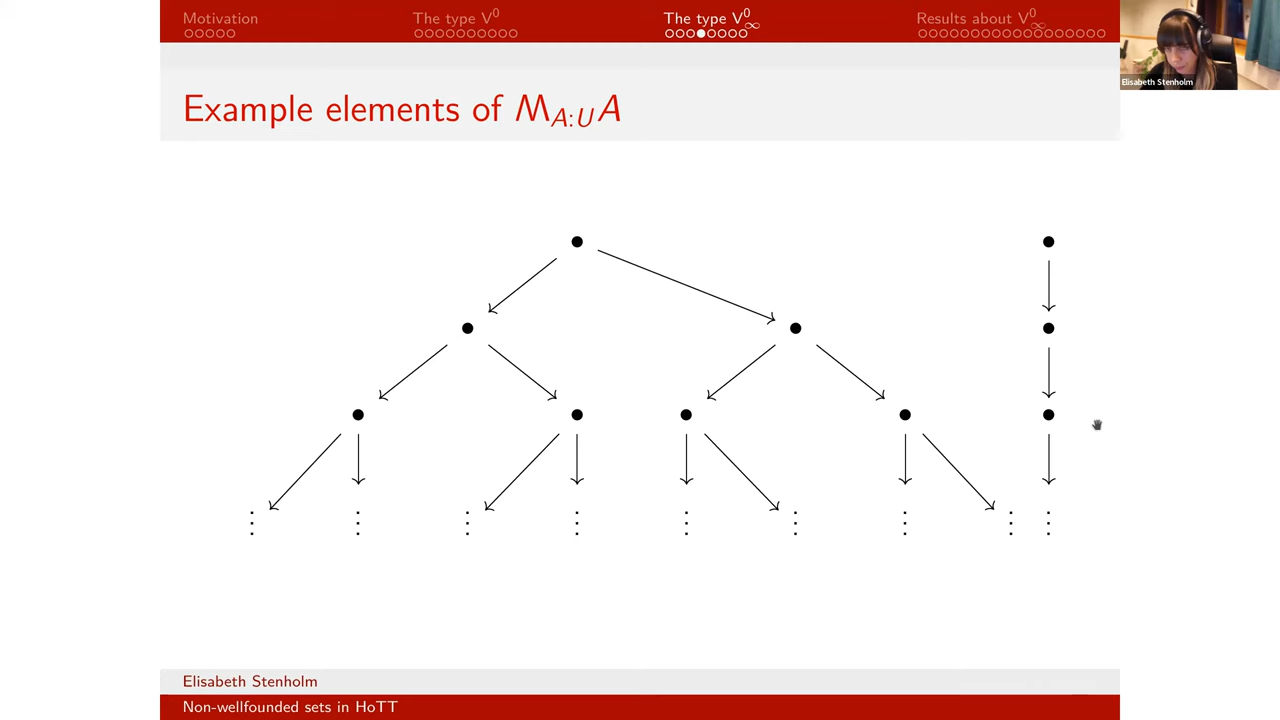 Motivation
The type V⁰
The type V⁰∞
Results about V⁰∞
Elisabeth Stenholm
Example elements of M_{A:U}A
Elisabeth Stenholm
Non-wellfounded sets in HoTT